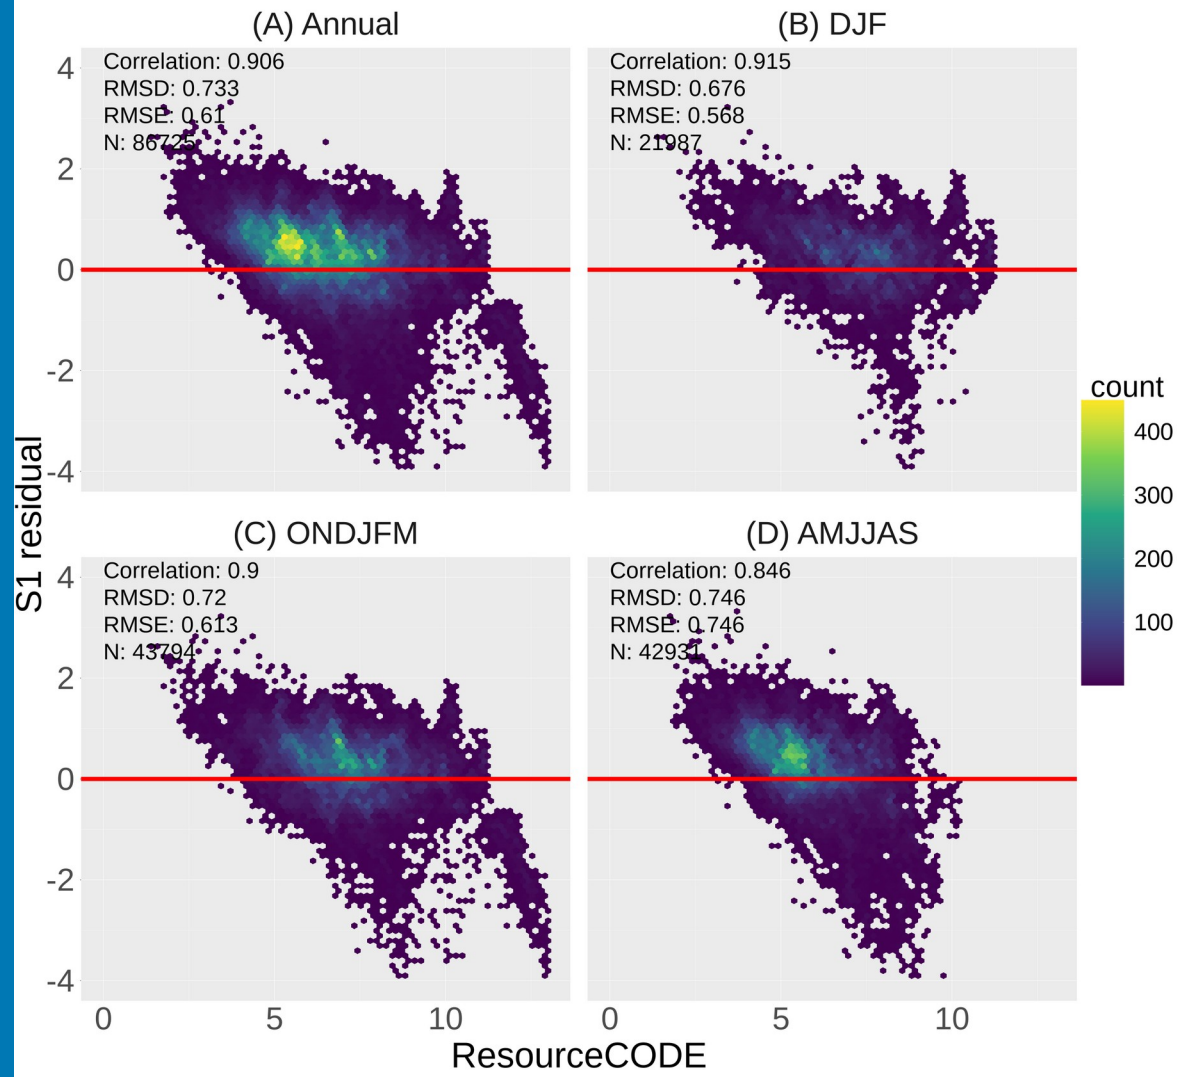 (A) Annual
Correlation: 0.906
RMSD: 0.733
RMSE: 0.61
N: 86725
4
2
0
-2
-4
(B) DJF
Correlation: 0.915
RMSD: 0.676
RMSE: 0.568
N: 21987
(C) ONDJFM
Correlation: 0.9
RMSD: 0.72
RMSE: 0.613
N: 43794
4
2
0
-2
-4
0
5
10
(D) AMJJAS
Correlation: 0.846
RMSD: 0.746
RMSE: 0.746
N: 42931
0
5
10
S1 residual
ResourceCODE
count
400
300
200
100